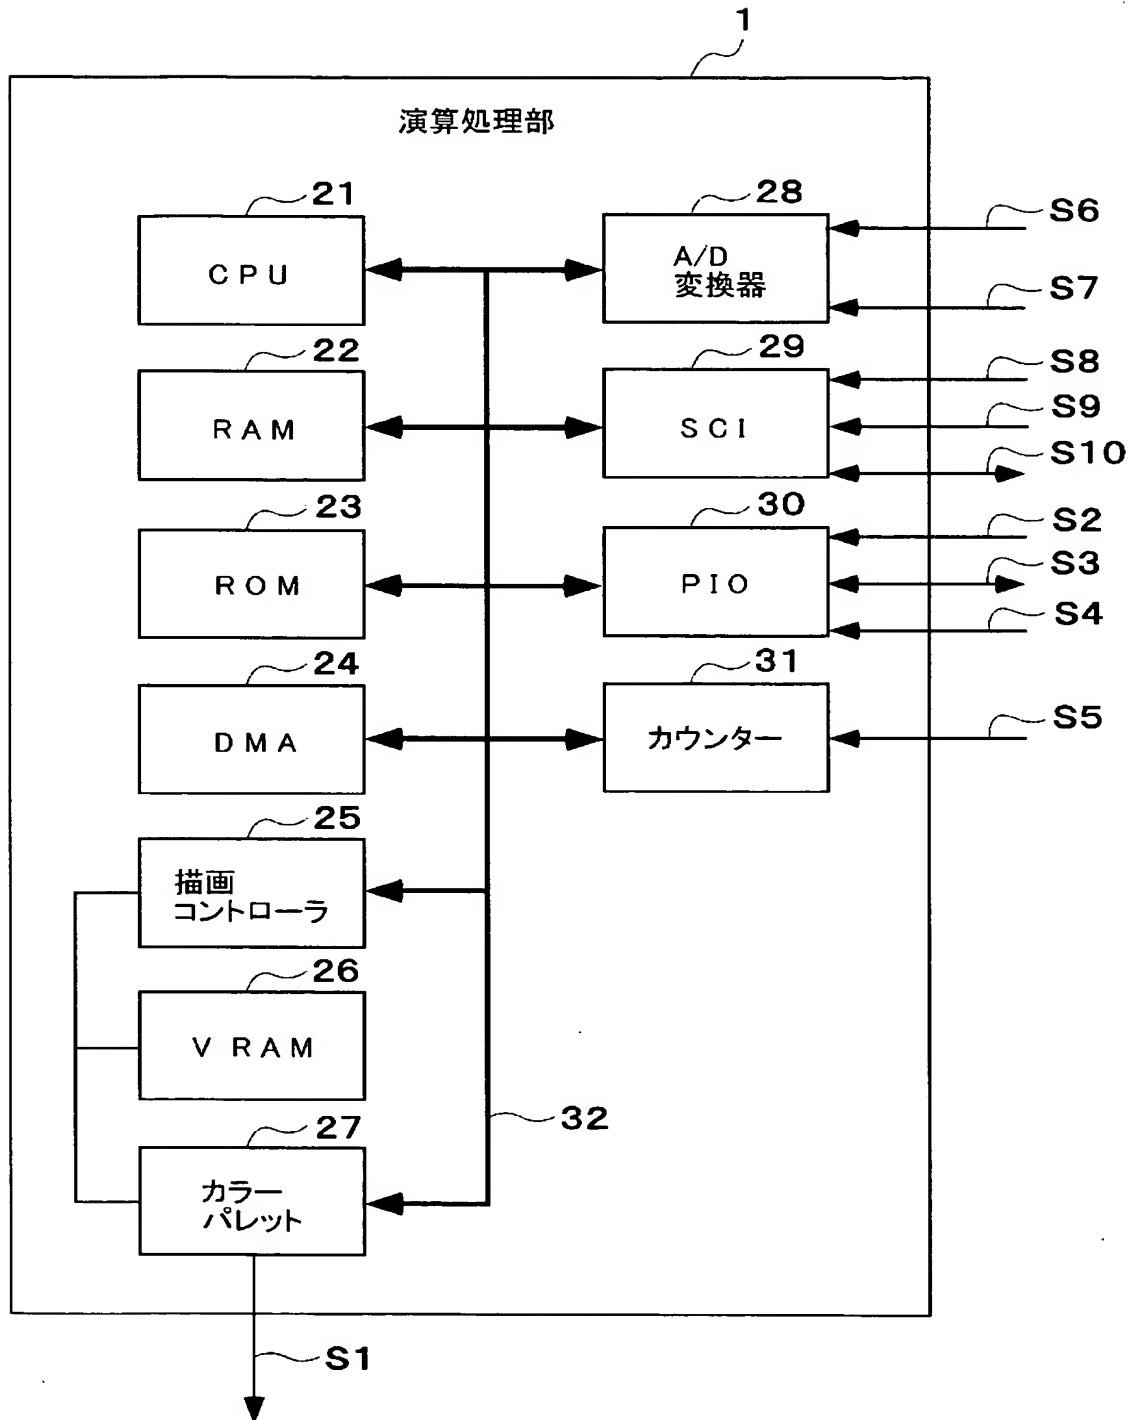 1
演算処理部
21
CPU
28
A/D
変換器
S6
S7
22
RAM
29
SCI
S8
S9
S10
23
ROM
30
PIO
S2
S3
S4
24
DMA
31
カウンター
S5
25
描画
コントローラ
26
V RAM
27
カラー
パレット
32
S1